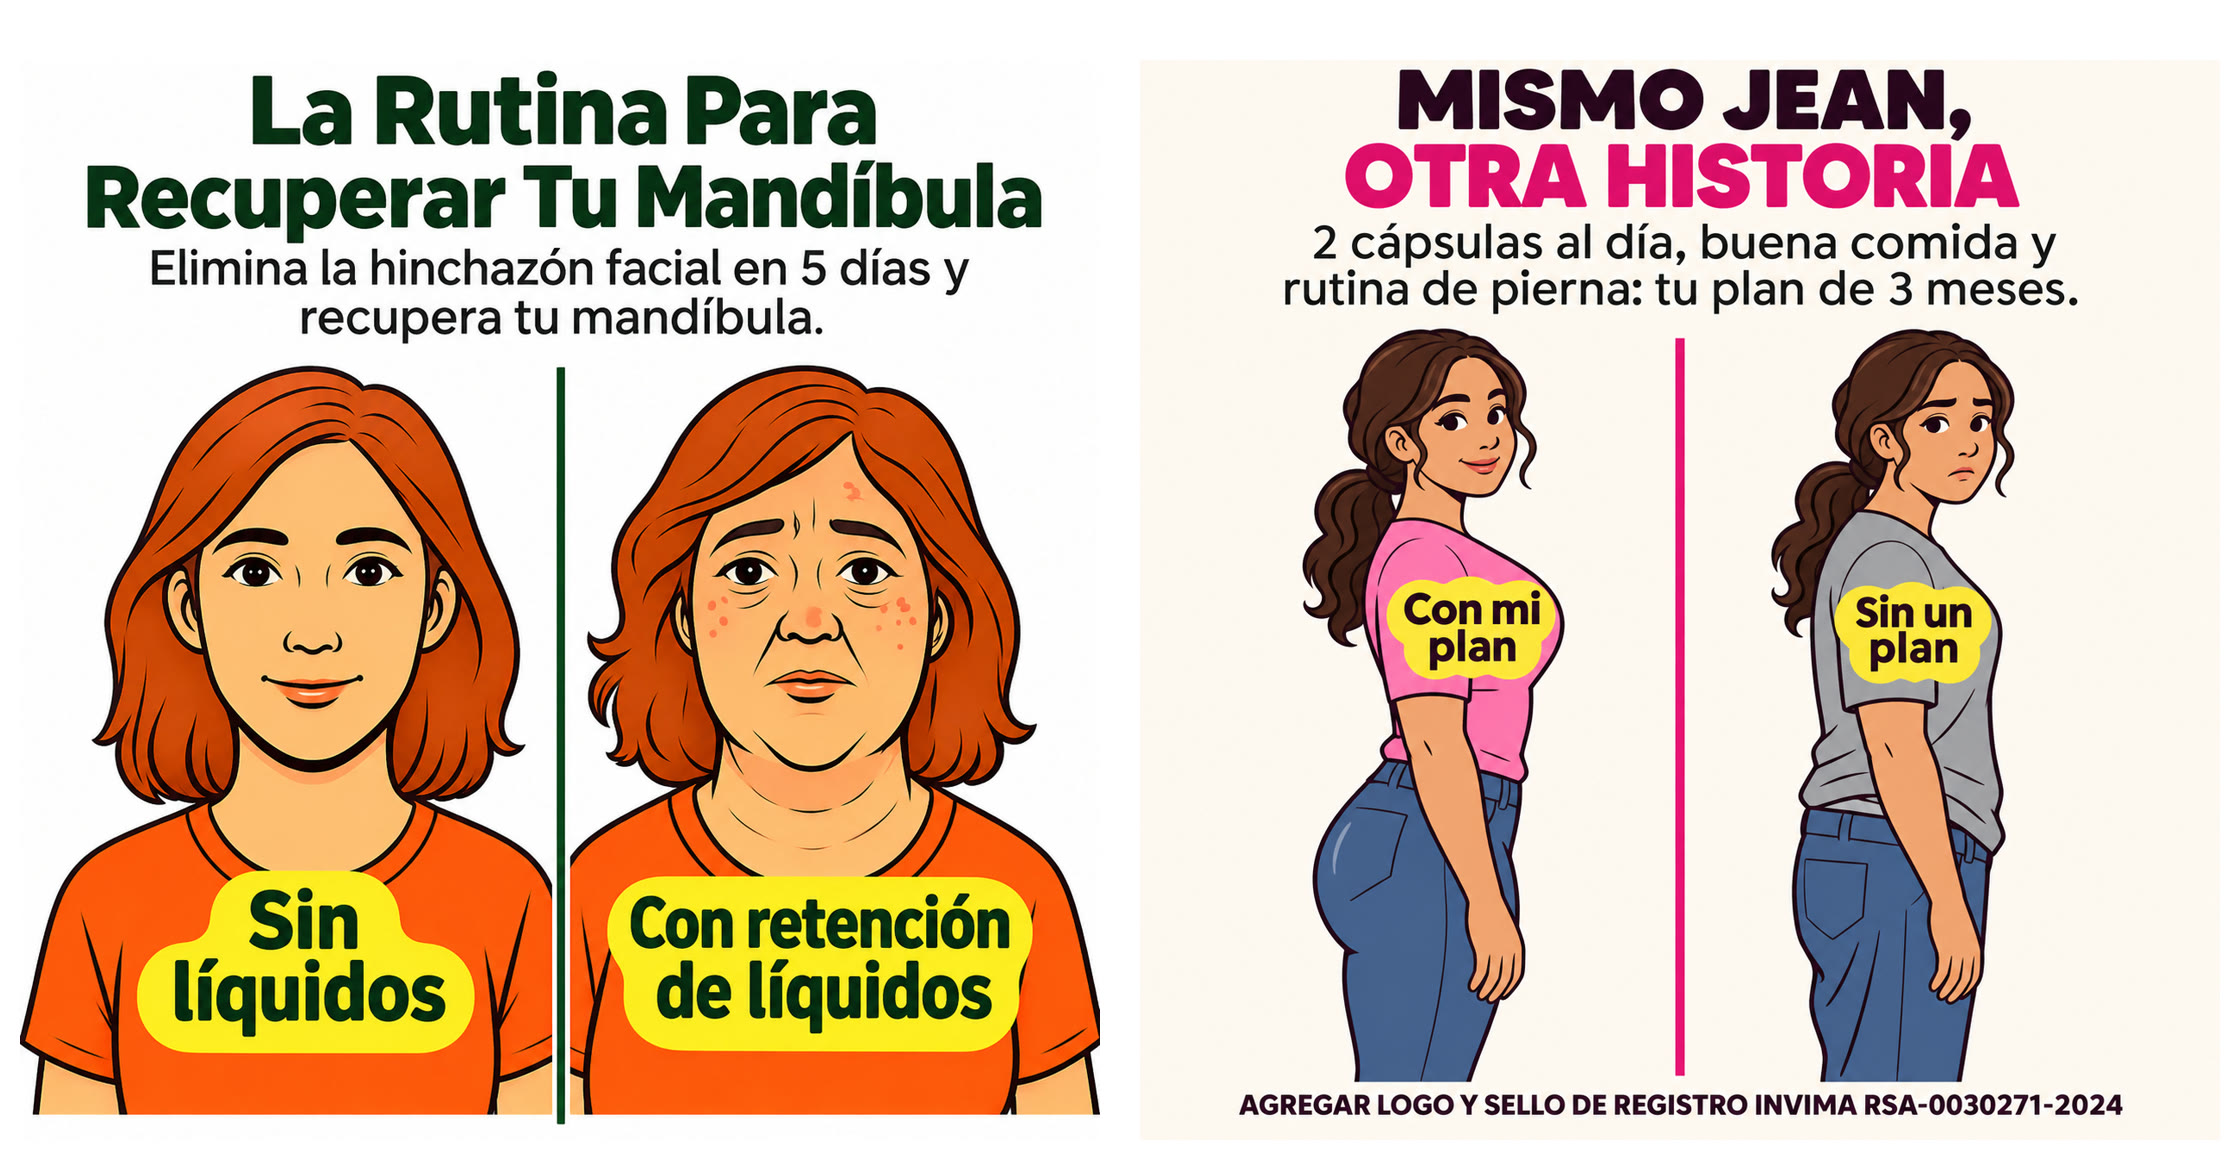 La Rutina Para
Recuperar Tu Mandíbula
Elimina la hinchazón facial en 5 días y
recupera tu mandíbula.
Sin
líquidos
Con retención
de líquidos
MISMO JEAN,
OTRA HISTORIA
2 cápsulas al día, buena comida y
rutina de pierna: tu plan de 3 meses.
Con mi
plan
Sin un
plan
AGREGAR LOGO Y SELLO DE REGISTRO INVIMA RSA-0030271-2024